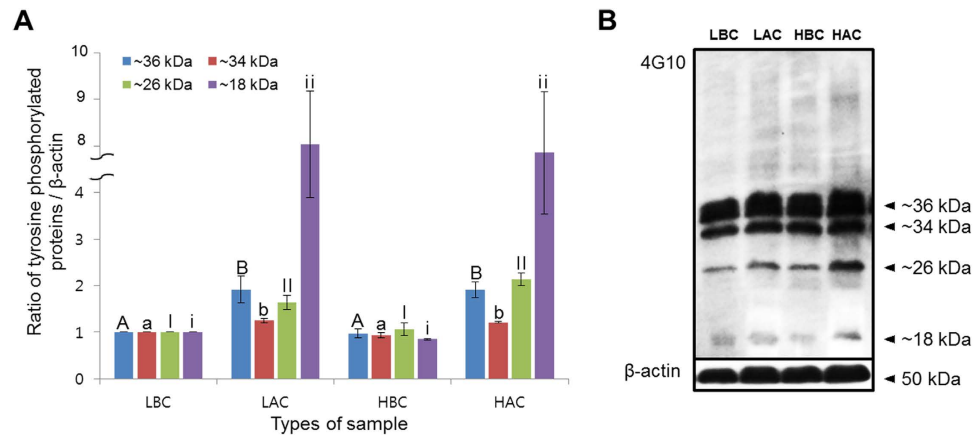 A
Ratio of tyrosine phosphorylated
proteins / β-actin
10
9
8
4
3
2
1
0
~36 kDa
~34 kDa
~26 kDa
~18 kDa
A a I i
B b II ii
A a I i
B b II ii
LBC LAC HBC HAC
Types of sample
B
LBC LAC HBC HAC
4G10
~36 kDa
~34 kDa
~26 kDa
~18 kDa
β-actin
50 kDa